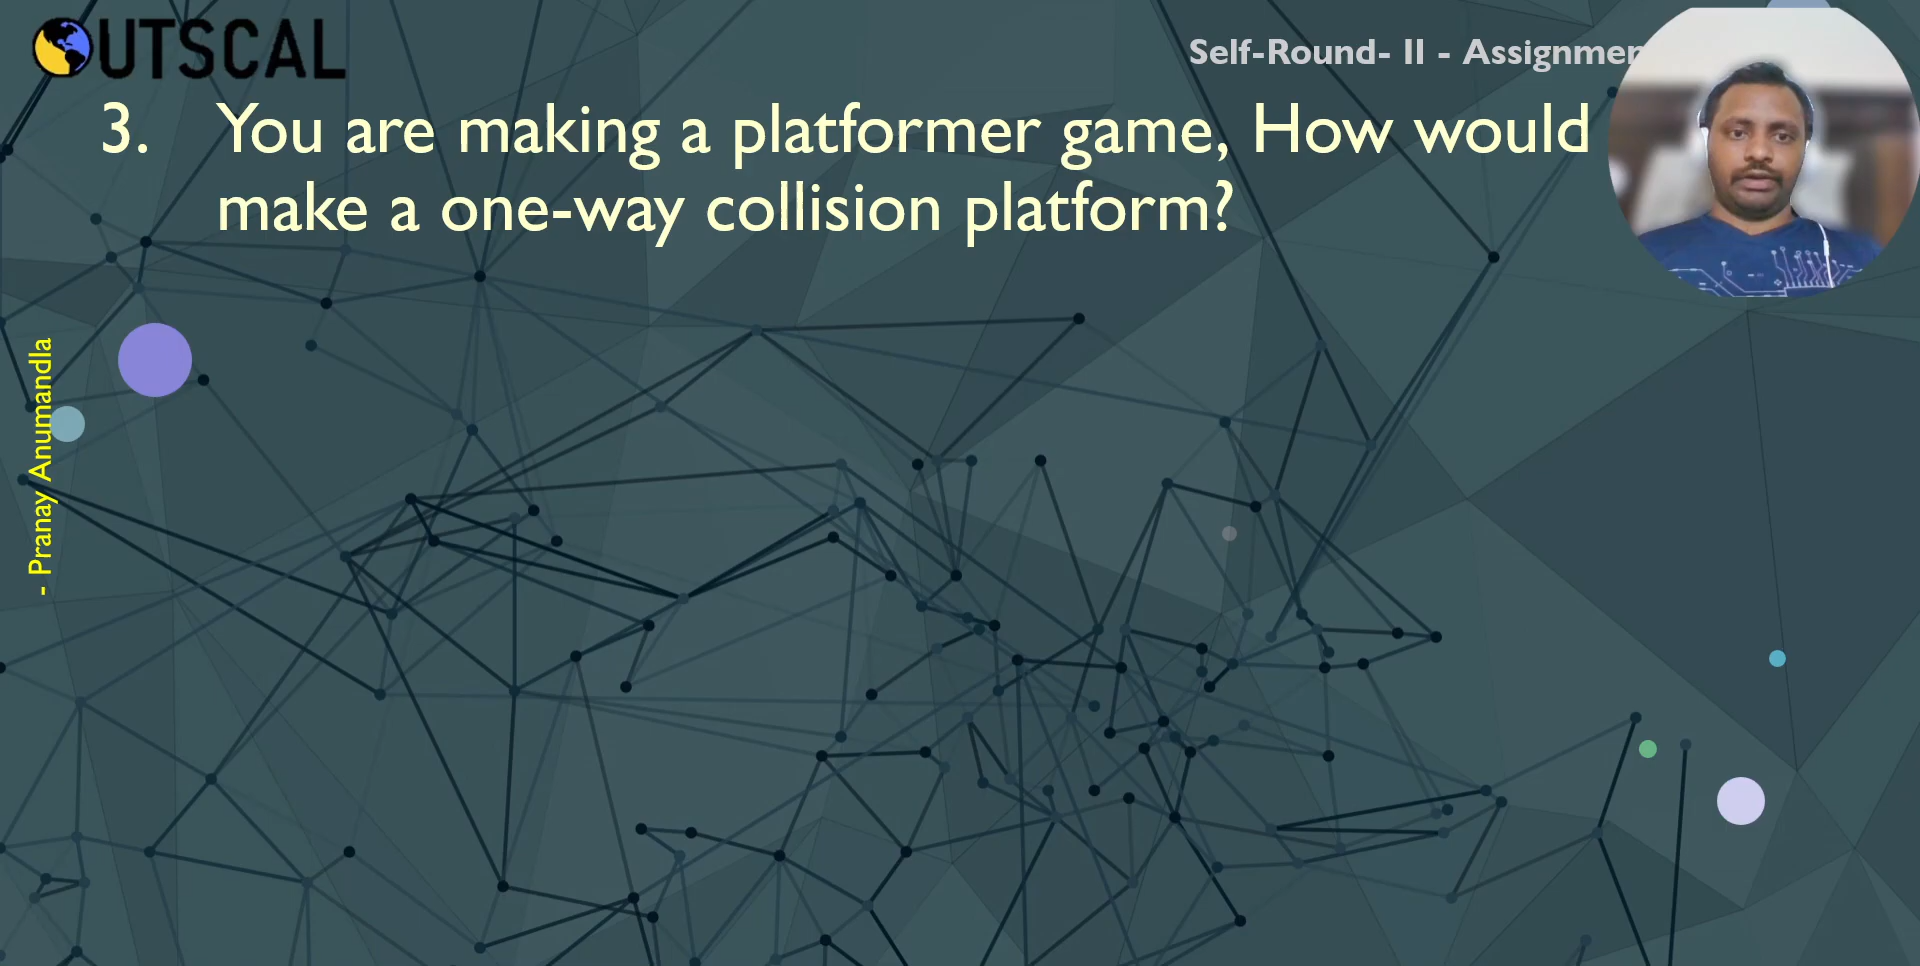 OUTSCAL
Self-Round- II - Assignmen
3. You are making a platformer game, How would
make a one-way collision platform?
- Pranay Anumandla